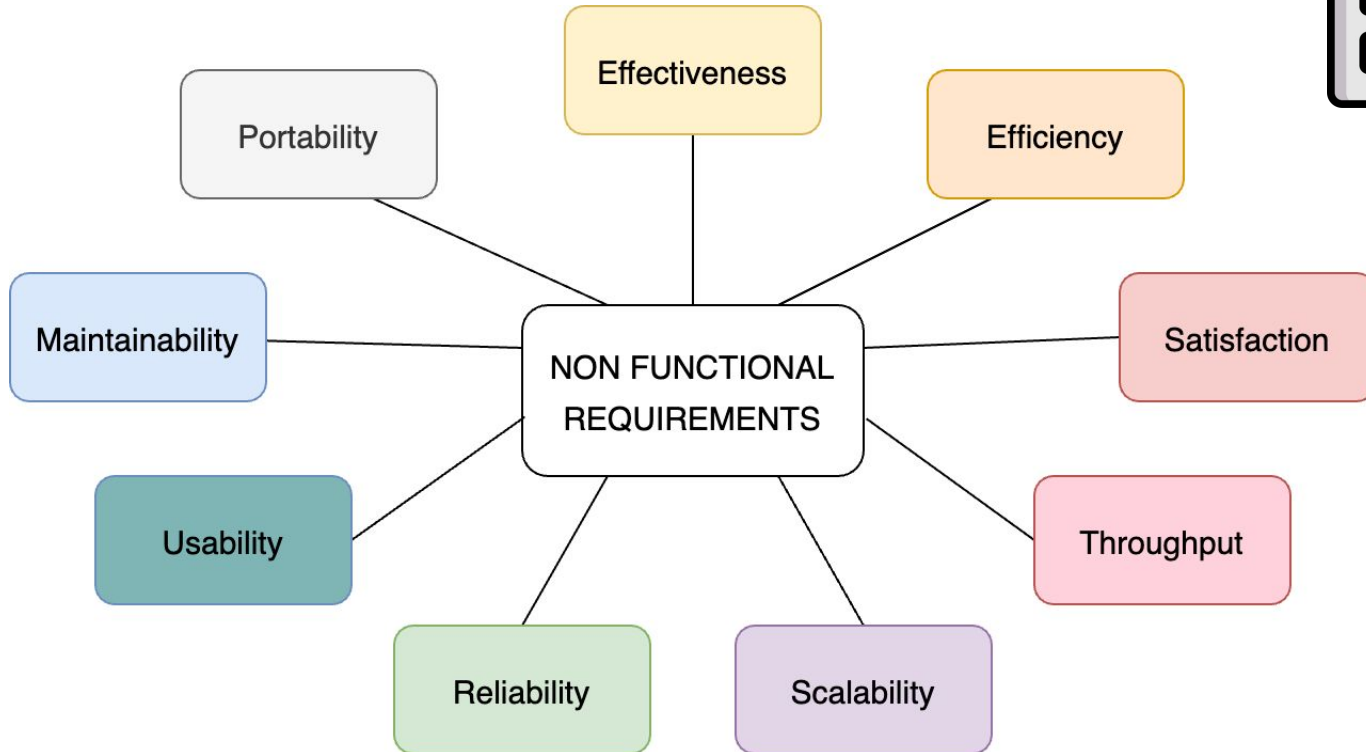 Effectiveness
Portability
Efficiency
Maintainability
NON FUNCTIONAL
REQUIREMENTS
Satisfaction
Usability
Throughput
Reliability
Scalability